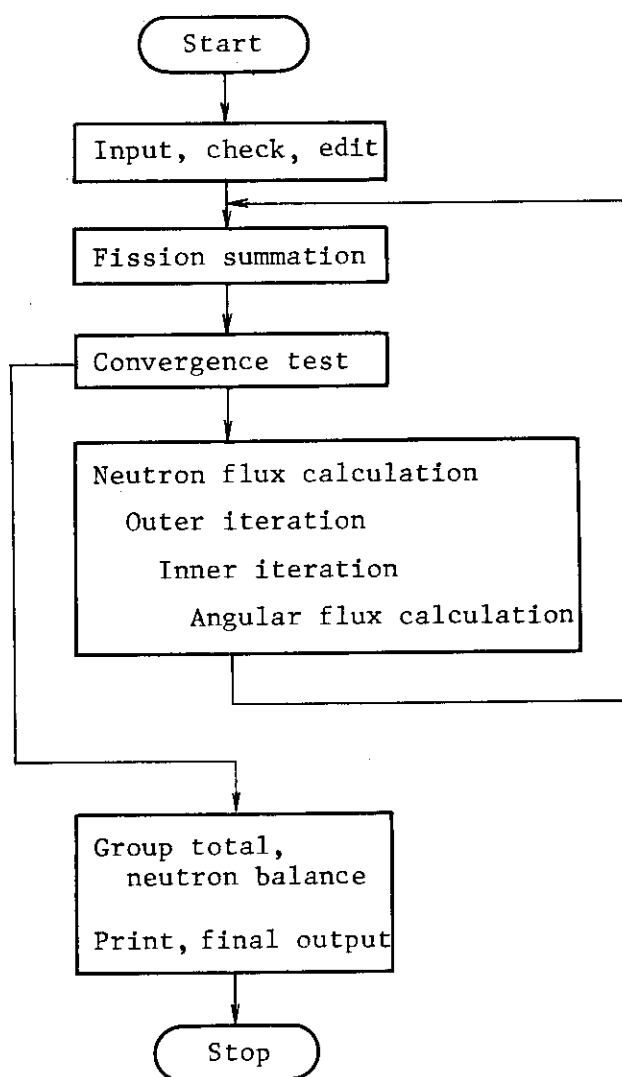 Start
Input, check, edit
Fission summation
Convergence test
Neutron flux calculation
Outer iteration
Inner iteration
Angular flux calculation
Group total,
neutron balance
Print, final output
Stop